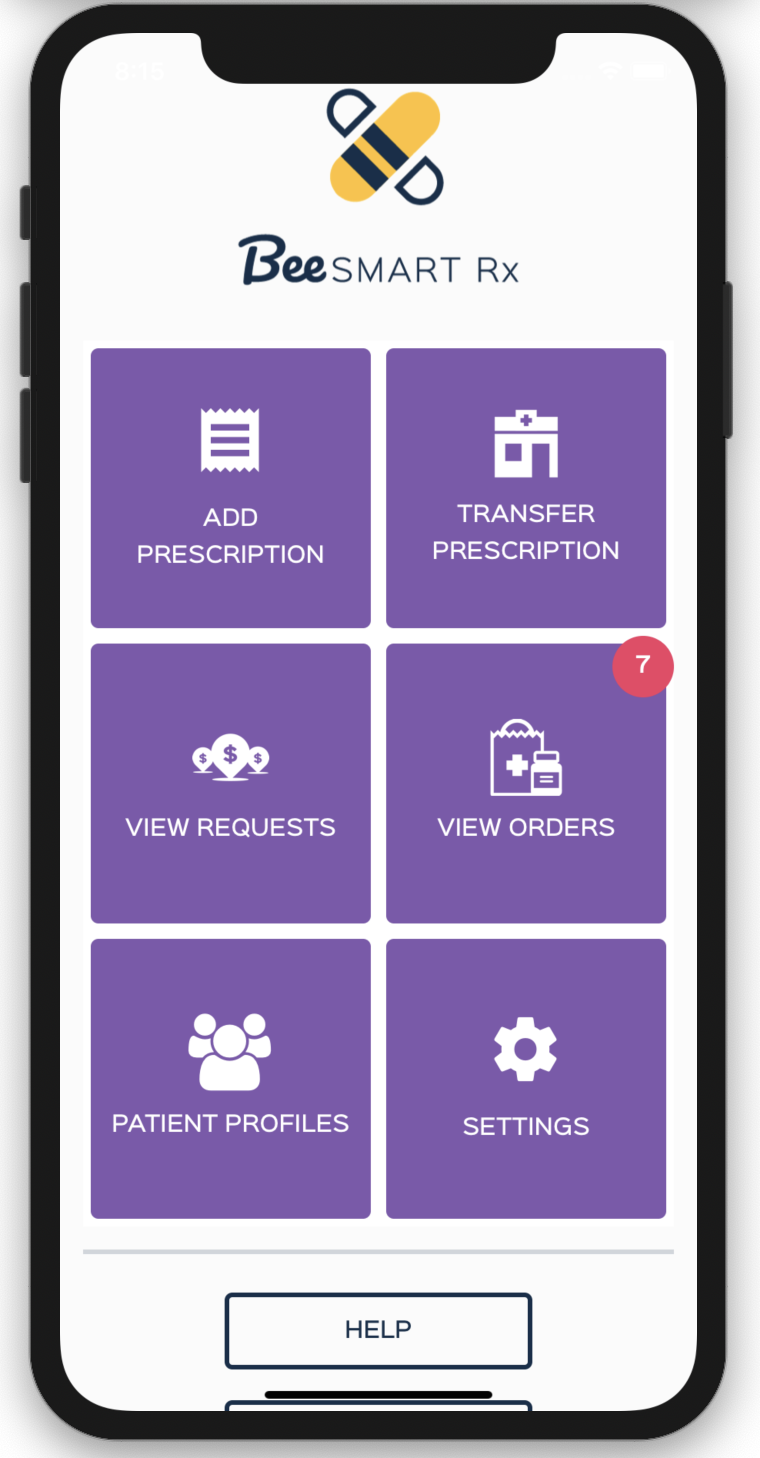 8:15
Bee SMART Rx
ADD
PRESCRIPTION
TRANSFER
PRESCRIPTION
$ $ $
VIEW REQUESTS
7
VIEW ORDERS
PATIENT PROFILES
SETTINGS
HELP